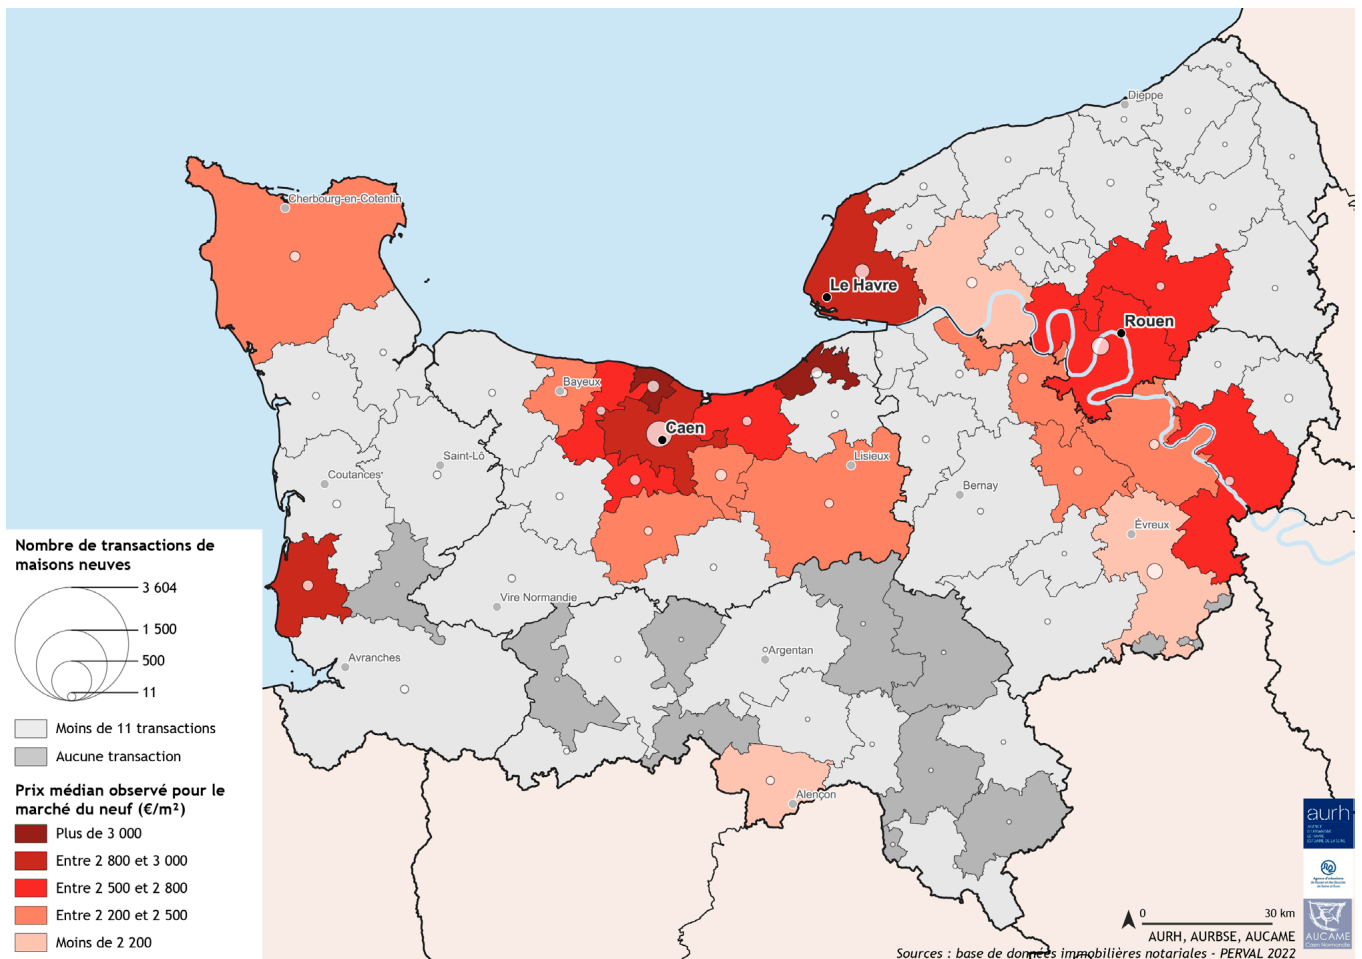 Dieppe
Cherbourg-en-Cotentin
Le Havre
Rouen
Bayeux
Caen
Lisieux
Saint-Lô
Coutances
Bernay
Évreux
Vire Normandie
Argentan
Avranches
Alençon
Nombre de transactions de
maisons neuves
3 604
1 500
500
11
Moins de 11 transactions
Aucune transaction
Prix médian observé pour le
marché du neuf (€/m²)
Plus de 3 000
Entre 2 800 et 3 000
Entre 2 500 et 2 800
Entre 2 200 et 2 500
Moins de 2 200
aurh
AUCAME
Caen Normandie
0 30 km
AURH, AURBSE, AUCAME
Sources : base de données immobilières notariales - PERVAL 2022